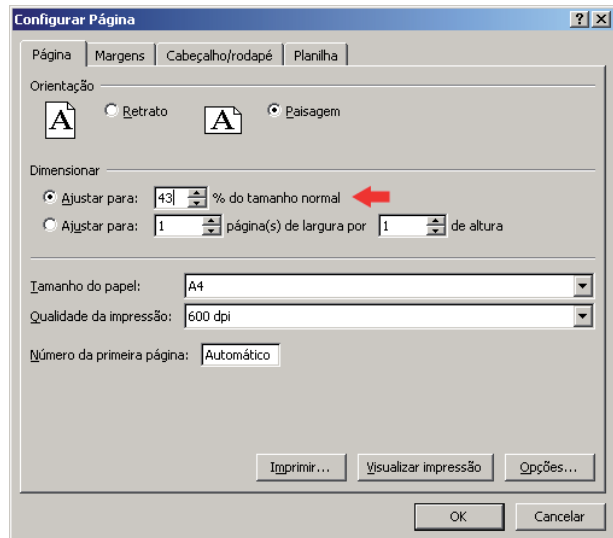 Configurar Página
Página Margens Cabeçalho/rodapé Planilha
Orientação
A Retrato A Paisagem
Dimensionar
Ajustar para: 43 % do tamanho normal
Ajustar para: 1 página(s) de largura por 1 de altura
Tamanho do papel: A4
Qualidade da impressão: 600 dpi
Número da primeira página: Automático
Imprimir... Visualizar impressão Opções...
OK Cancelar